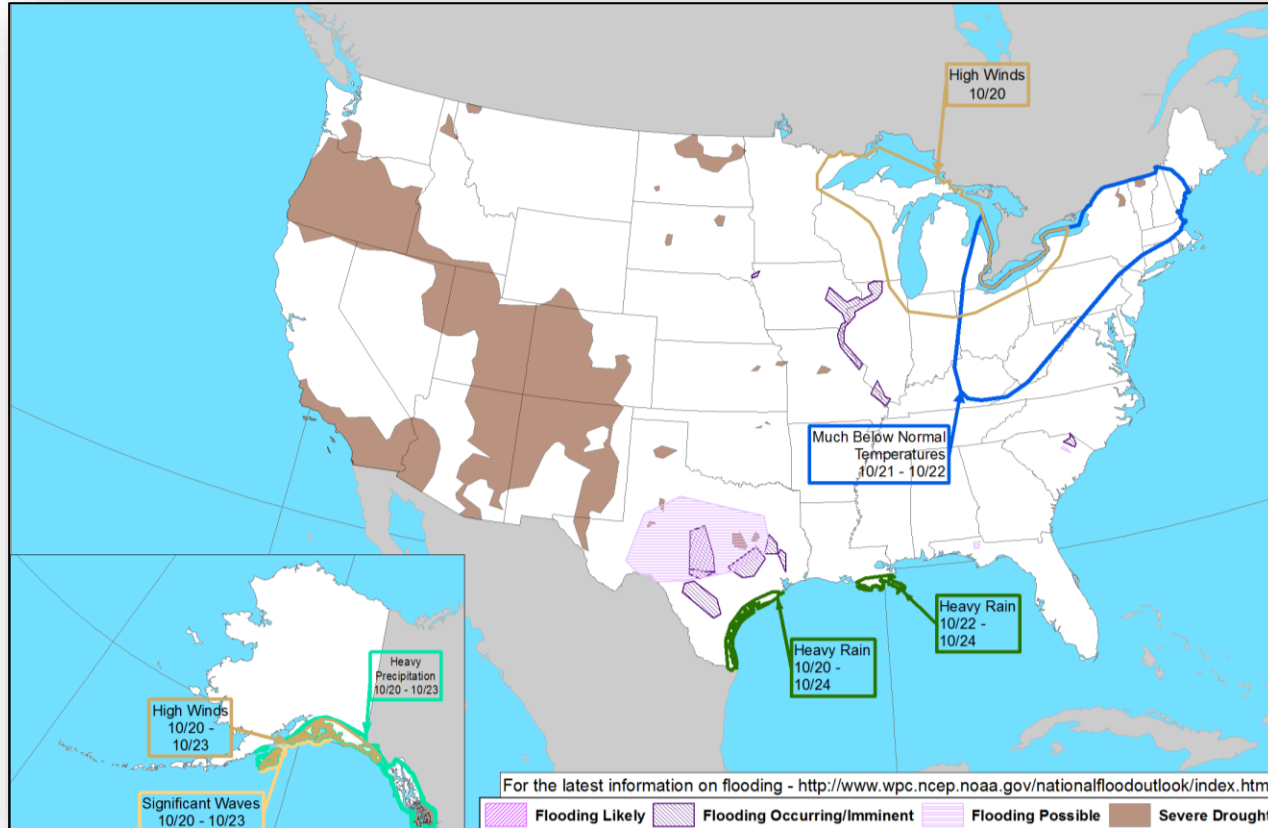 High Winds
10/20
Much Below Normal
Temperatures
10/21 - 10/22
Heavy Rain
10/22 -
10/24
Heavy Rain
10/20 -
10/24
Heavy
Precipitation
10/20 - 10/23
High Winds
10/20 -
10/23
Significant Waves
10/20 - 10/23
For the latest information on flooding - http://www.wpc.ncep.noaa.gov/nationalfloodoutlook/index.htm
Flooding Likely
Flooding Occurring/Imminent
Flooding Possible
Severe Drought